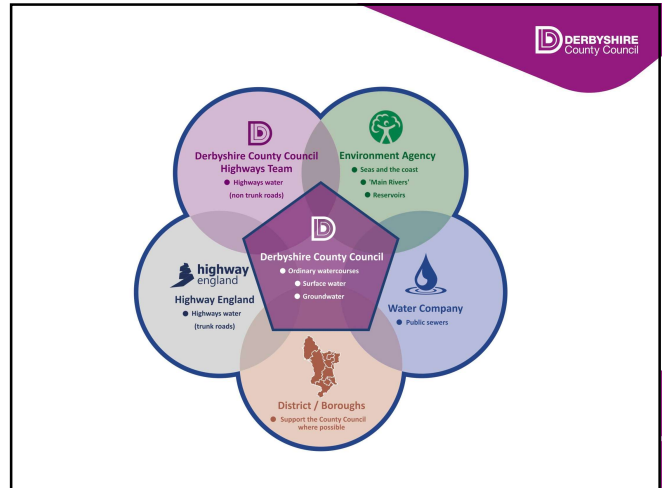 DERBYSHIRE
County Council
Derbyshire County Council
Highways Team
● Highways water
(non trunk roads)
Environment Agency
● Seas and the coast
● 'Main Rivers'
● Reservoirs
Derbyshire County Council
● Ordinary watercourses
● Surface water
● Groundwater
highway
england
Highway England
● Highways water
(trunk roads)
Water Company
● Public sewers
District / Boroughs
● Support the County Council
where possible